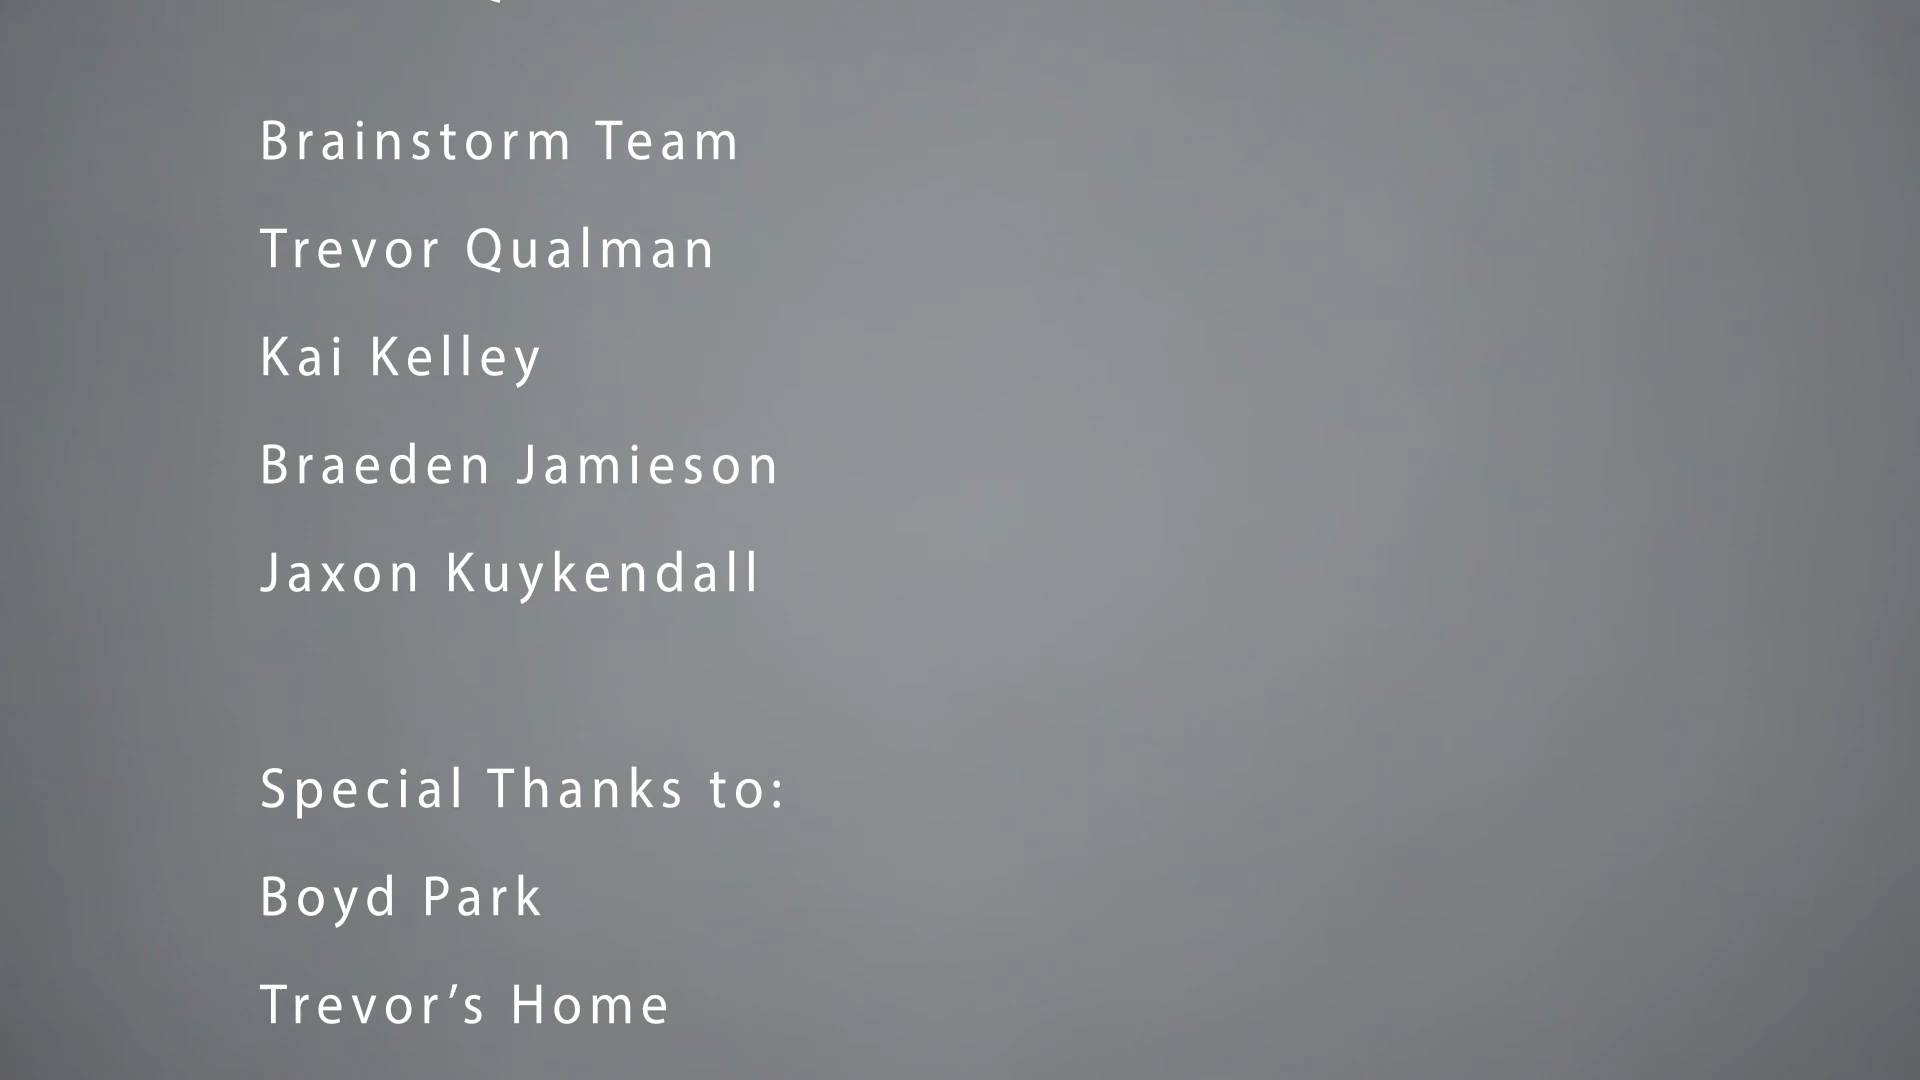 Brainstorm Team
Trevor Qualman
Kai Kelley
Braeden Jamieson
Jaxon Kuykendall
Special Thanks to:
Boyd Park
Trevor’s Home